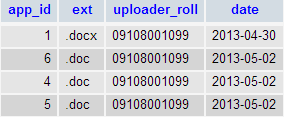 app_id ext uploader_roll date
1 .docx 09108001099 2013-04-30
6 .doc 09108001099 2013-05-02
4 .doc 09108001099 2013-05-02
5 .doc 09108001099 2013-05-02